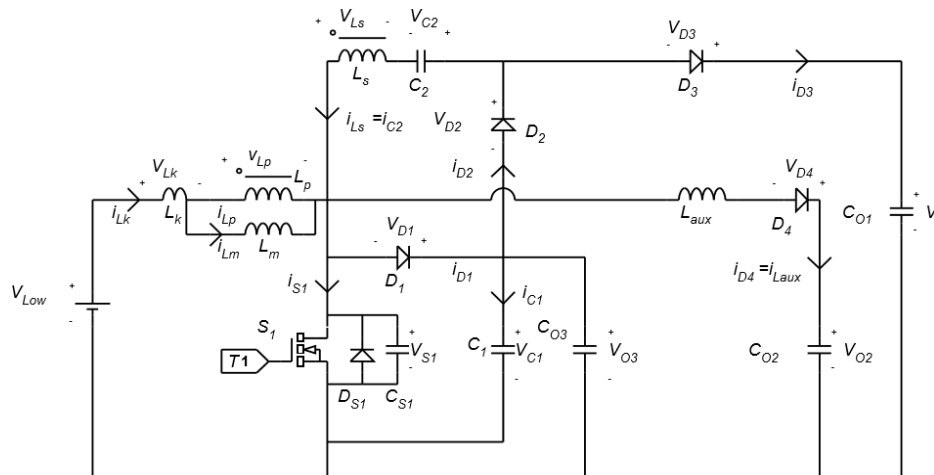 V_Ls V_C2 V_D3
L_s C_2 D_3 i_D3
i_Ls =i_C2 V_D2 D_2
V_Lk v_Lp L_p i_D2 V_D4
i_Lk L_k i_Lp L_aux D_4 C_O1 V
i_Lm L_m V_D1
D_1 i_D1 i_D4 =i_Laux
V_Low i_S1 i_C1
S_1 C_O3
T1 V_S1 C_1 V_C1 V_O3 C_O2 V_O2
D_S1 C_S1